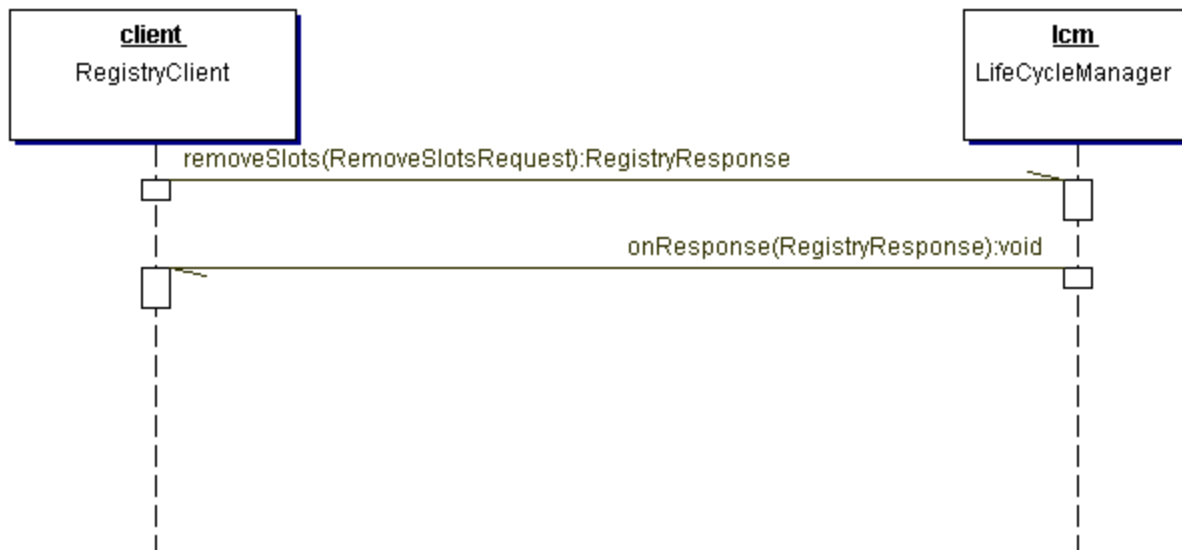 client
RegistryClient
lcm
LifeCycleManager
removeSlots(RemoveSlotsRequest):RegistryResponse
onResponse(RegistryResponse):void